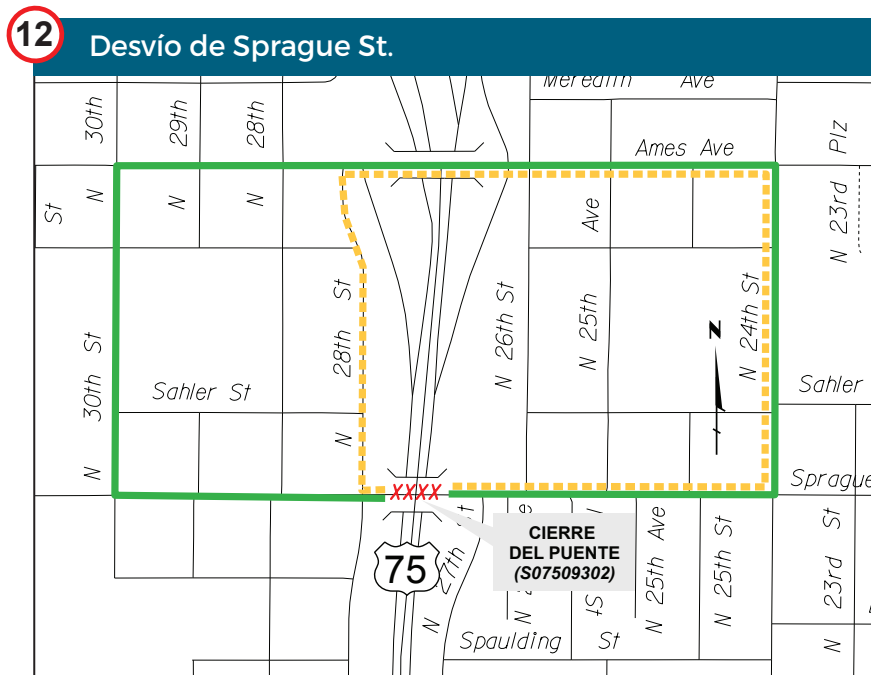 12
Desvío de Sprague St.
Meredith Ave
Ames Ave
N 30th St
N 29th
N 28th
N 23rd Plz
N 30th St
N 28th St
N 26th St
N 25th Ave
N 24th St
N
Sahler St
Sahler
Sprague
XXXX
CIERRE
DEL PUENTE
(S07509302)
75
N 27th St
N
St
N 25th Ave
N 25th St
N 23rd St
Spaulding St